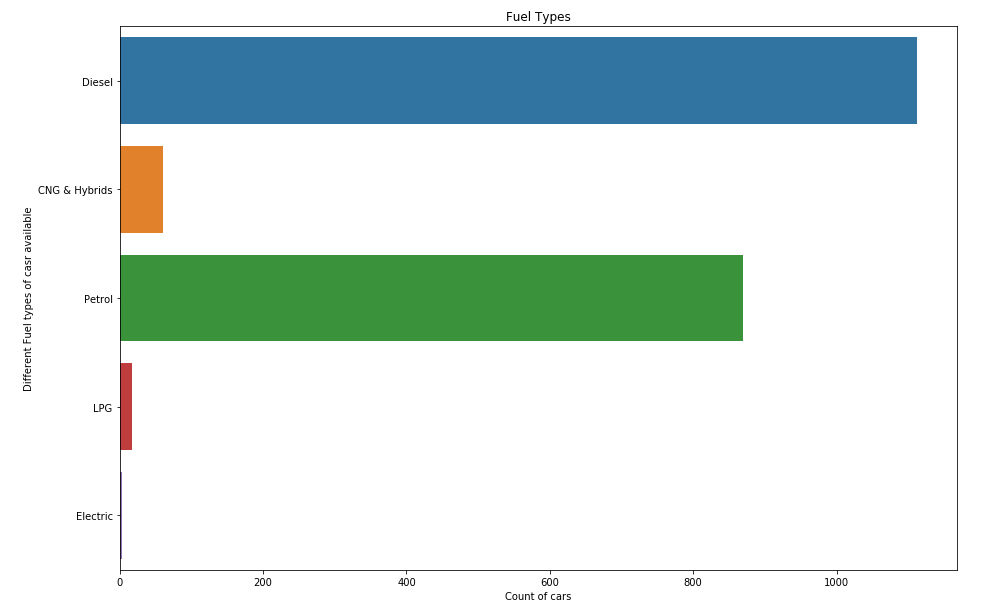 Fuel Types
Different Fuel types of casr available
Diesel
CNG & Hybrids
Petrol
LPG
Electric
0 200 400 600 800 1000
Count of cars